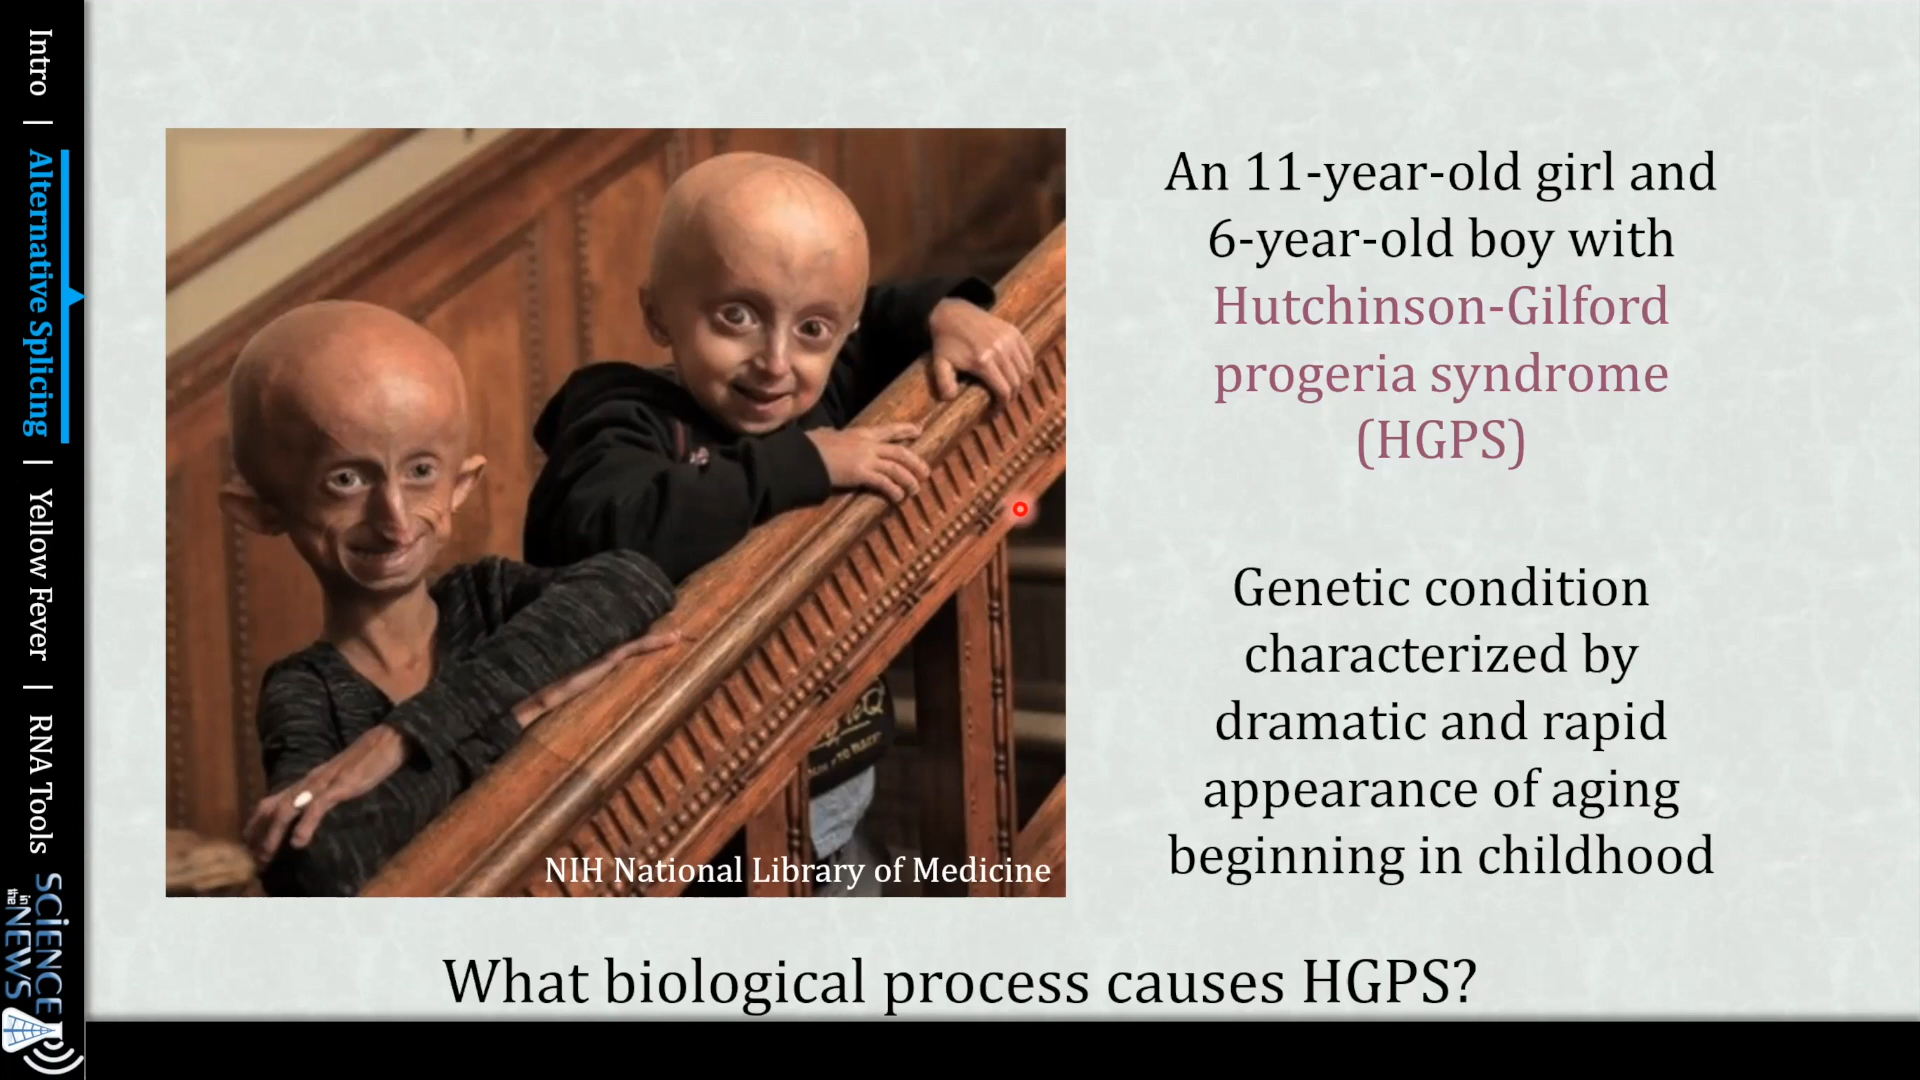 Intro | Alternative Splicing | Yellow Fever | RNA Tools
SCiENCE
in the
NEWS
An 11-year-old girl and
6-year-old boy with
Hutchinson-Gilford
progeria syndrome
(HGPS)
Genetic condition
characterized by
dramatic and rapid
appearance of aging
beginning in childhood
NIH National Library of Medicine
What biological process causes HGPS?